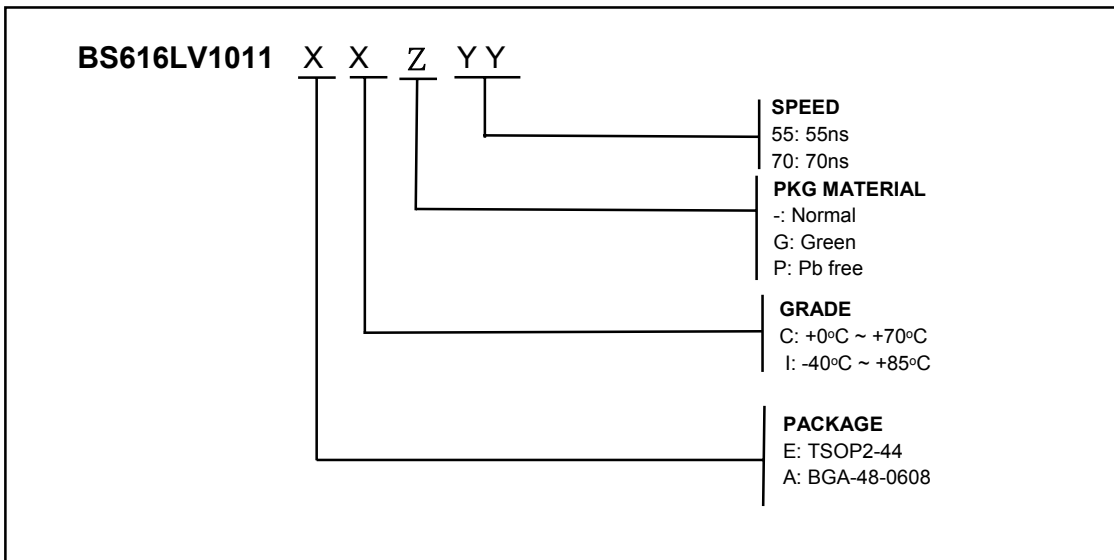 BS616LV1011 X X Z Y Y
SPEED
55: 55ns
70: 70ns
PKG MATERIAL
-: Normal
G: Green
P: Pb free
GRADE
C: +0ºC ~ +70ºC
I: -40ºC ~ +85ºC
PACKAGE
E: TSOP2-44
A: BGA-48-0608